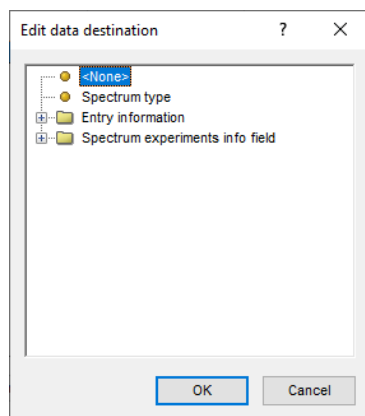 Edit data destination ?
<None>
Spectrum type
Entry information
Spectrum experiments info field
OK Cancel